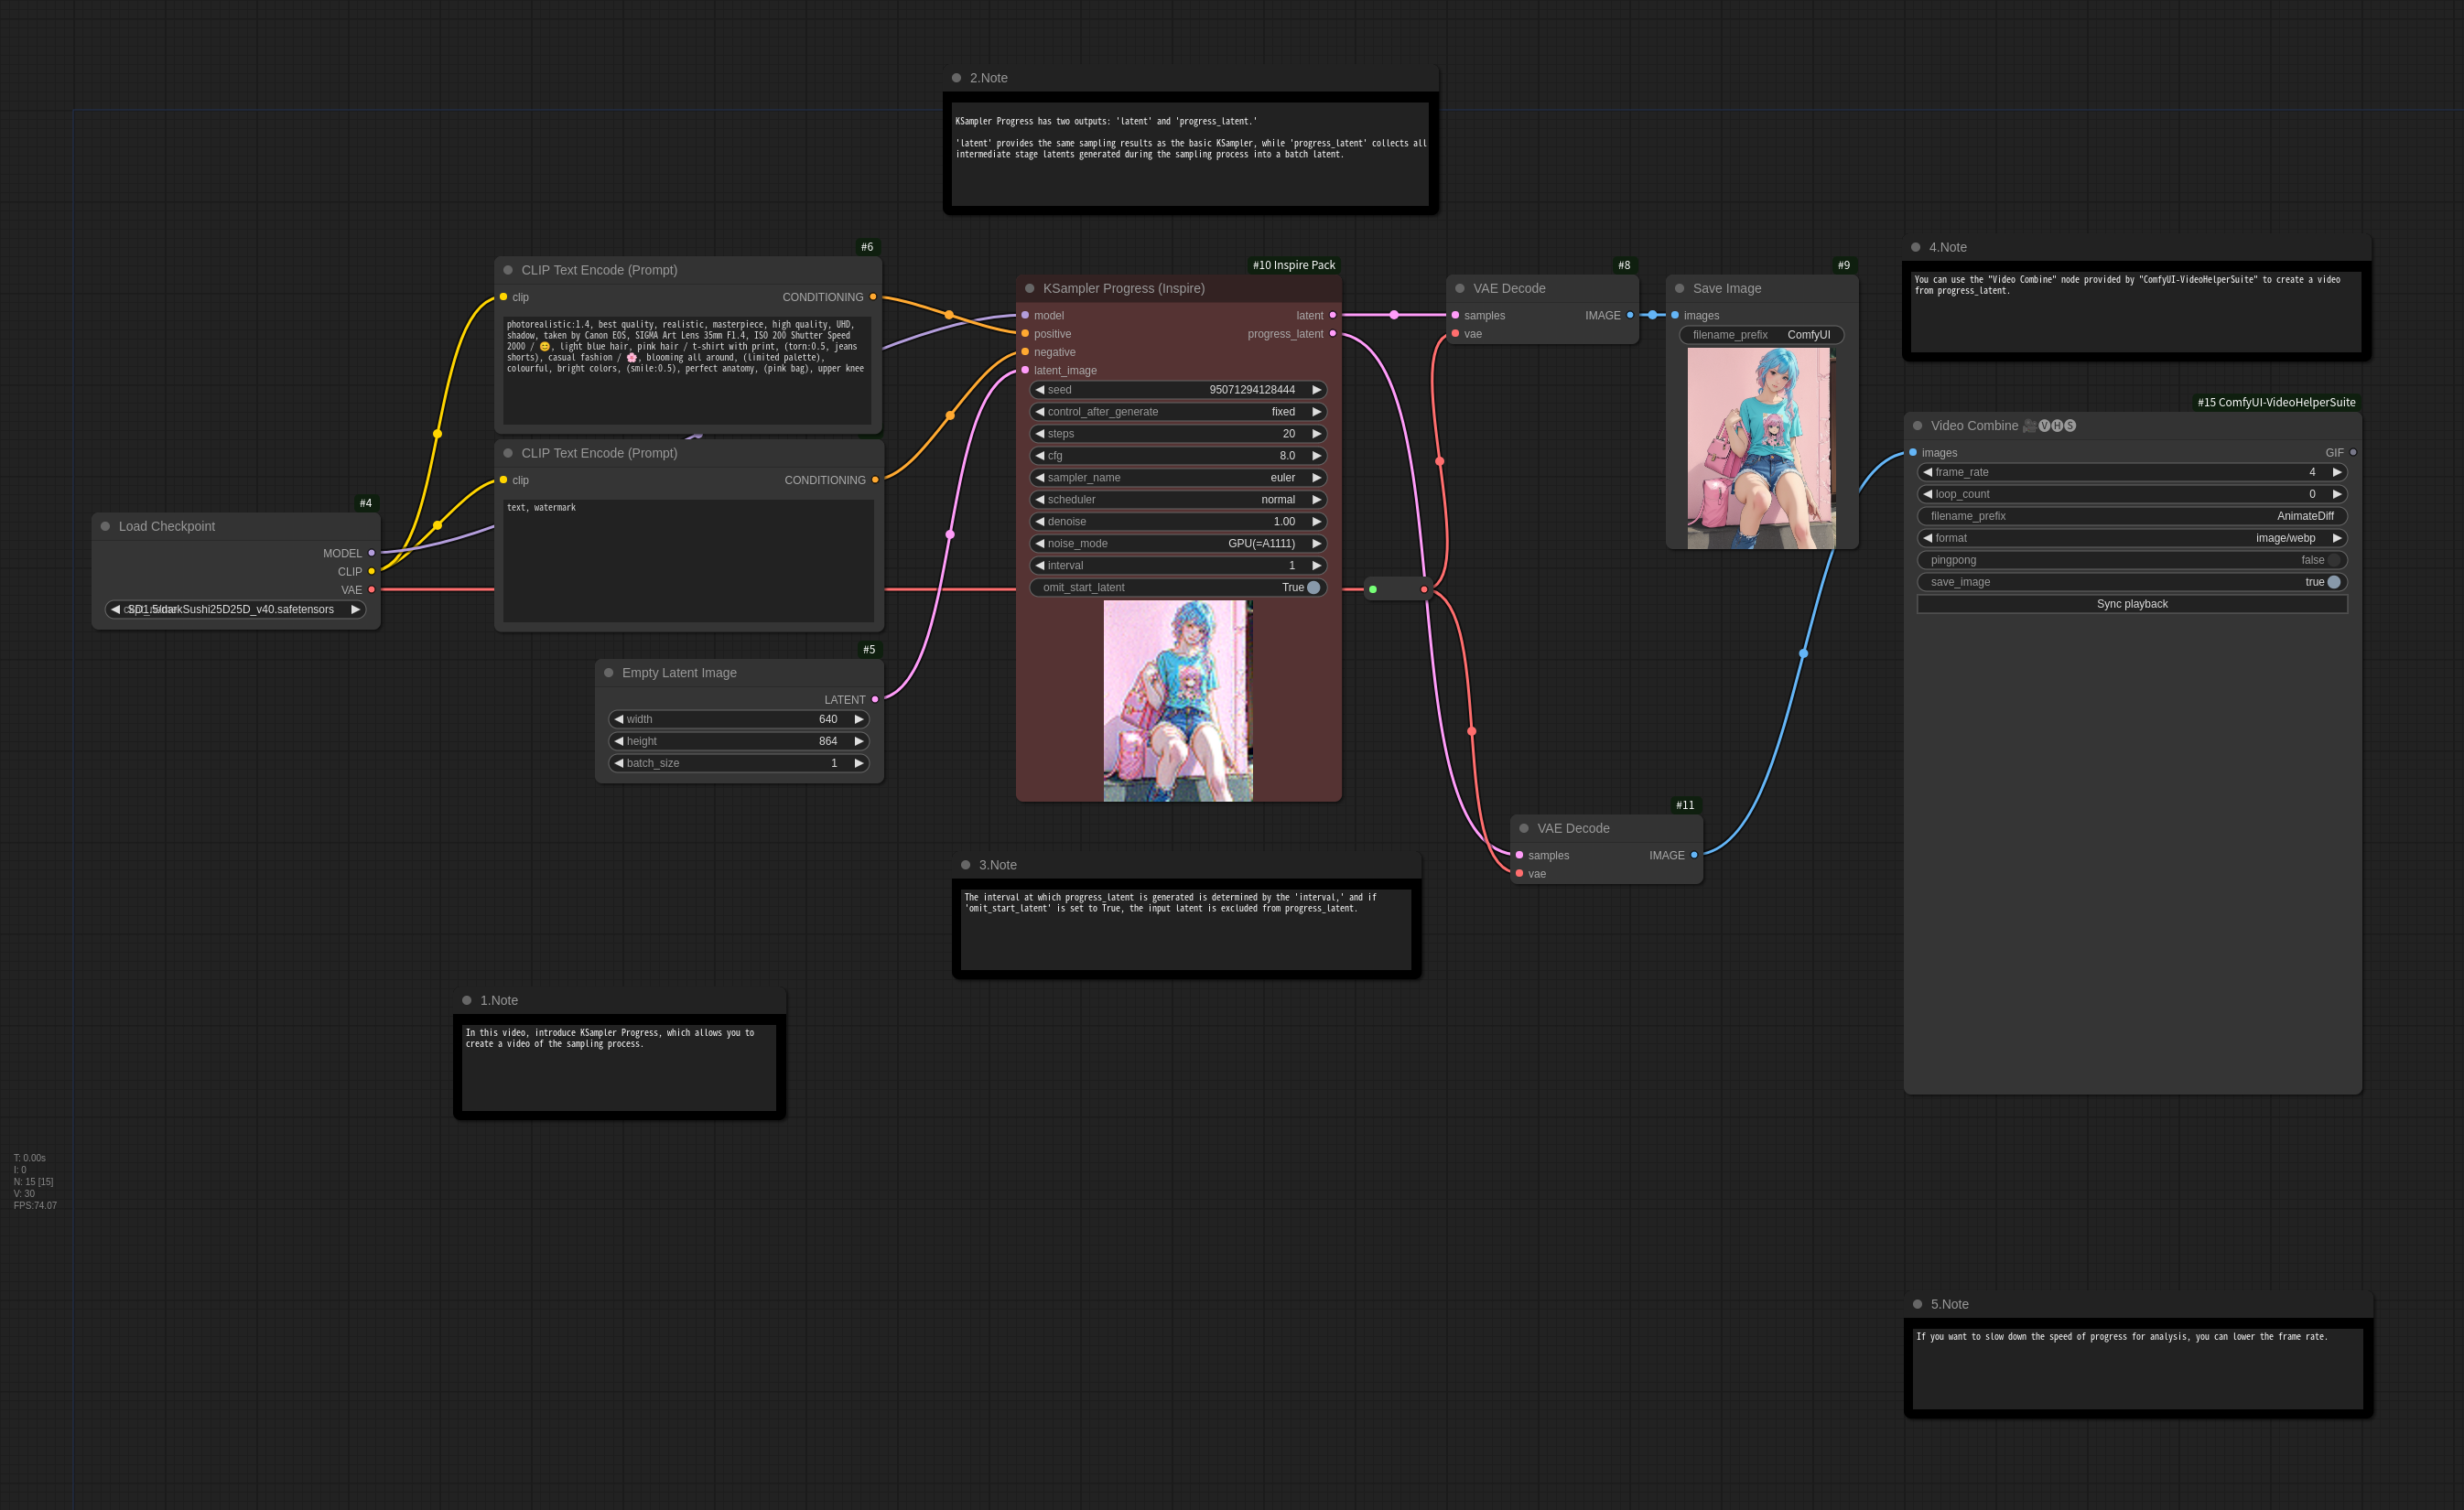 2.Note
KSampler Progress has two outputs: 'latent' and 'progress_latent.'
'latent' provides the same sampling results as the basic KSampler, while 'progress_latent' collects all
intermediate stage latents generated during the sampling process into a batch latent.
#6
CLIP Text Encode (Prompt)
clip
CONDITIONING
photorealistic:1.4, best quality, realistic, masterpiece, high quality, UHD,
shadow, taken by Canon EOS, SIGMA Art Lens 35mm F1.4, ISO 200 Shutter Speed
2000 / 😊, light blue hair, pink hair / t-shirt with print, (torn:0.5, jeans
shorts), casual fashion / 🌸, blooming all around, (limited palette),
colourful, bright colors, (smile:0.5), perfect anatomy, (pink bag), upper knee
CLIP Text Encode (Prompt)
clip
CONDITIONING
text, watermark
#4
Load Checkpoint
MODEL
CLIP
VAE
SD1.5/darkSushi25D25D_v40.safetensors
#5
Empty Latent Image
LATENT
width 640
height 864
batch_size 1
#10 Inspire Pack
KSampler Progress (Inspire)
model latent
positive progress_latent
negative
latent_image
seed 95071294128444
control_after_generate fixed
steps 20
cfg 8.0
sampler_name euler
scheduler normal
denoise 1.00
noise_mode GPU(=A1111)
interval 1
omit_start_latent True
#8
VAE Decode
samples IMAGE
vae
#9
Save Image
images
filename_prefix ComfyUI
4.Note
You can use the "Video Combine" node provided by "ComfyUI-VideoHelperSuite" to create a video
from progress_latent.
#15 ComfyUI-VideoHelperSuite
Video Combine 🎥🅥🅗🅢
images GIF
frame_rate 4
loop_count 0
filename_prefix AnimateDiff
format image/webp
pingpong false
save_image true
Sync playback
#11
VAE Decode
samples IMAGE
vae
3.Note
The interval at which progress_latent is generated is determined by the 'interval,' and if
'omit_start_latent' is set to True, the input latent is excluded from progress_latent.
1.Note
In this video, introduce KSampler Progress, which allows you to
create a video of the sampling process.
T: 0.00s
I: 0
N: 15 [15]
V: 30
FPS:74.07
5.Note
If you want to slow down the speed of progress for analysis, you can lower the frame rate.